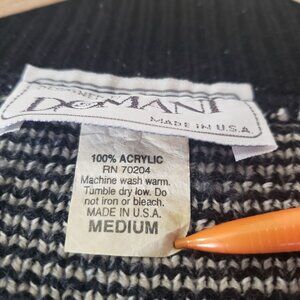 DOMANI
MADE IN U.S.A.
100% ACRYLIC
RN 70204
Machine wash warm.
Tumble dry low. Do
not iron or bleach.
MADE IN U.S.A.
MEDIUM